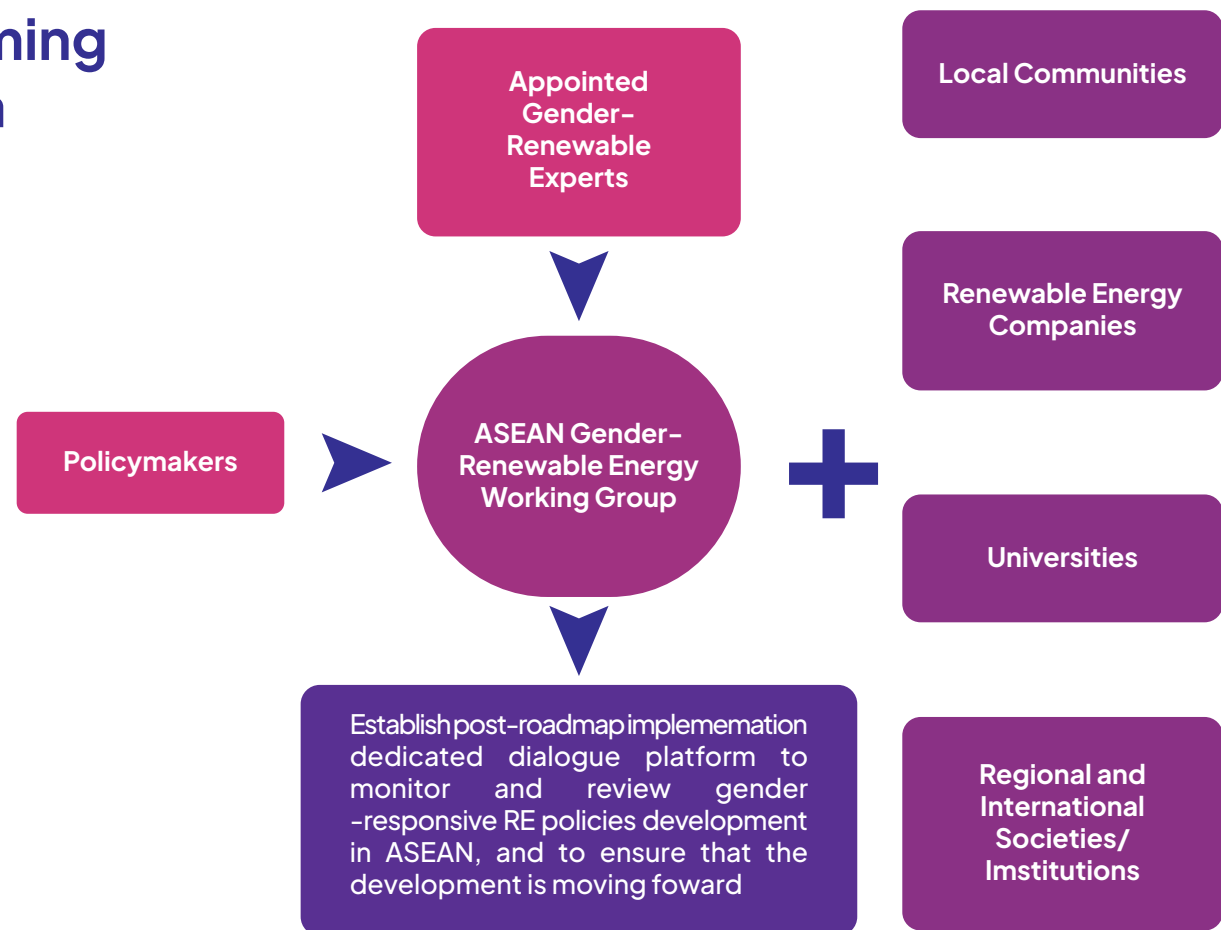 ning
Appointed
Gender-
Renewable
Experts
Local Communities
Renewable Energy
Companies
Policymakers
ASEAN Gender-
Renewable Energy
Working Group
Universities
Establish post-roadmap implememation
dedicated dialogue platform to
monitor and review gender
-responsive RE policies development
in ASEAN, and to ensure that the
development is moving foward
Regional and
International
Societies/
Imstitutions